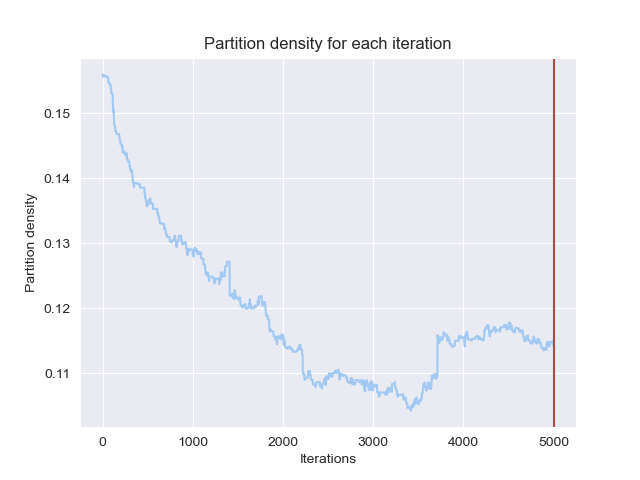 Partition density for each iteration
0.15
0.14
0.13
0.12
0.11
Partition density
0 1000 2000 3000 4000 5000
Iterations